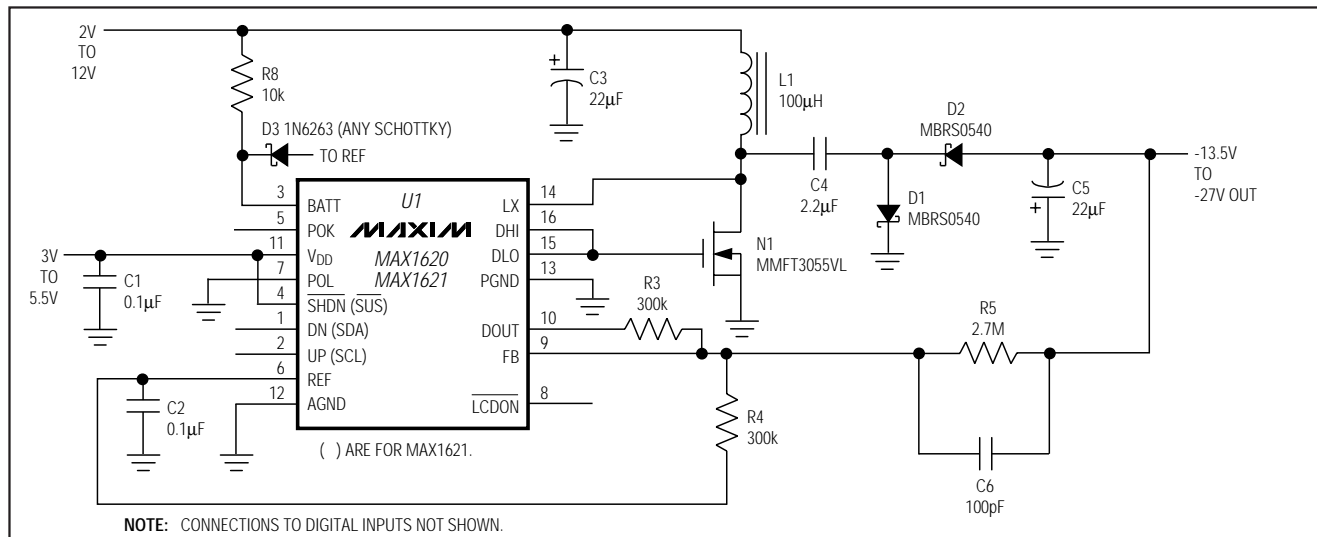 2V
TO
12V
R8
10k
C3
22µF
L1
100µH
D3 1N6263 (ANY SCHOTTKY)
TO REF
D2
MBRS0540
C4
2.2µF
D1
MBRS0540
C5
22µF
-13.5V
TO
-27V OUT
3V
TO
5.5V
C1
0.1µF
U1
MAXIM
MAX1620
MAX1621
3 BATT
5 POK
11 VDD
7 POL
4 SHDN (SUS)
1 DN (SDA)
2 UP (SCL)
6 REF
12 AGND
LX 14
DHI 16
DLO 15
PGND 13
DOUT 10
FB 9
LCDON 8
N1
MMFT3055VL
R3
300k
R5
2.7M
C2
0.1µF
R4
300k
C6
100pF
( ) ARE FOR MAX1621.
NOTE: CONNECTIONS TO DIGITAL INPUTS NOT SHOWN.